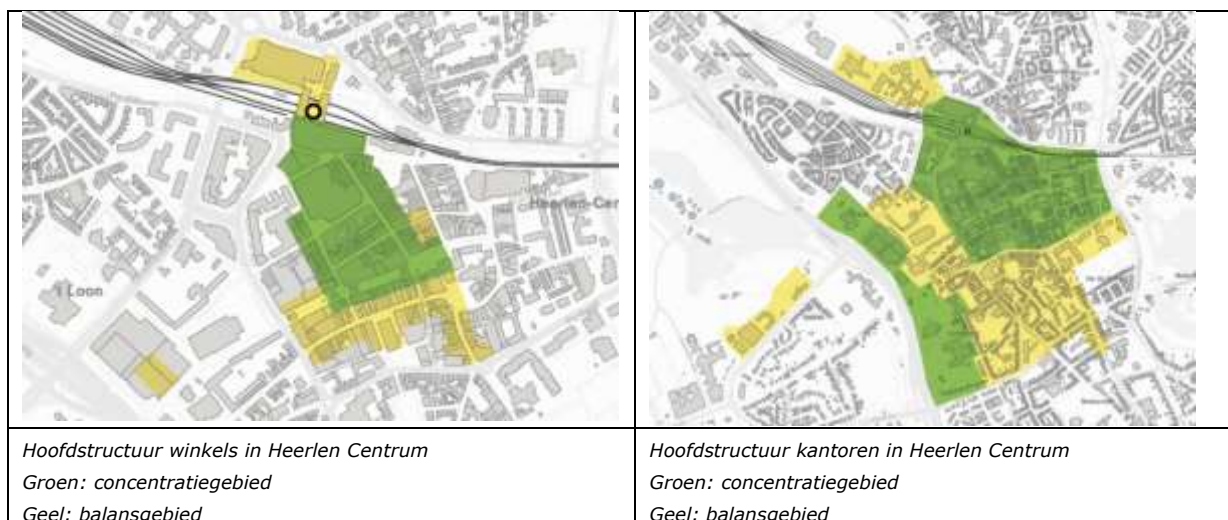 't Loon
Heerlen-Cen
Hoofdstructuur winkels in Heerlen Centrum
Groen: concentratiegebied
Geel: balansgebied
Hoofdstructuur kantoren in Heerlen Centrum
Groen: concentratiegebied
Geel: balansgebied